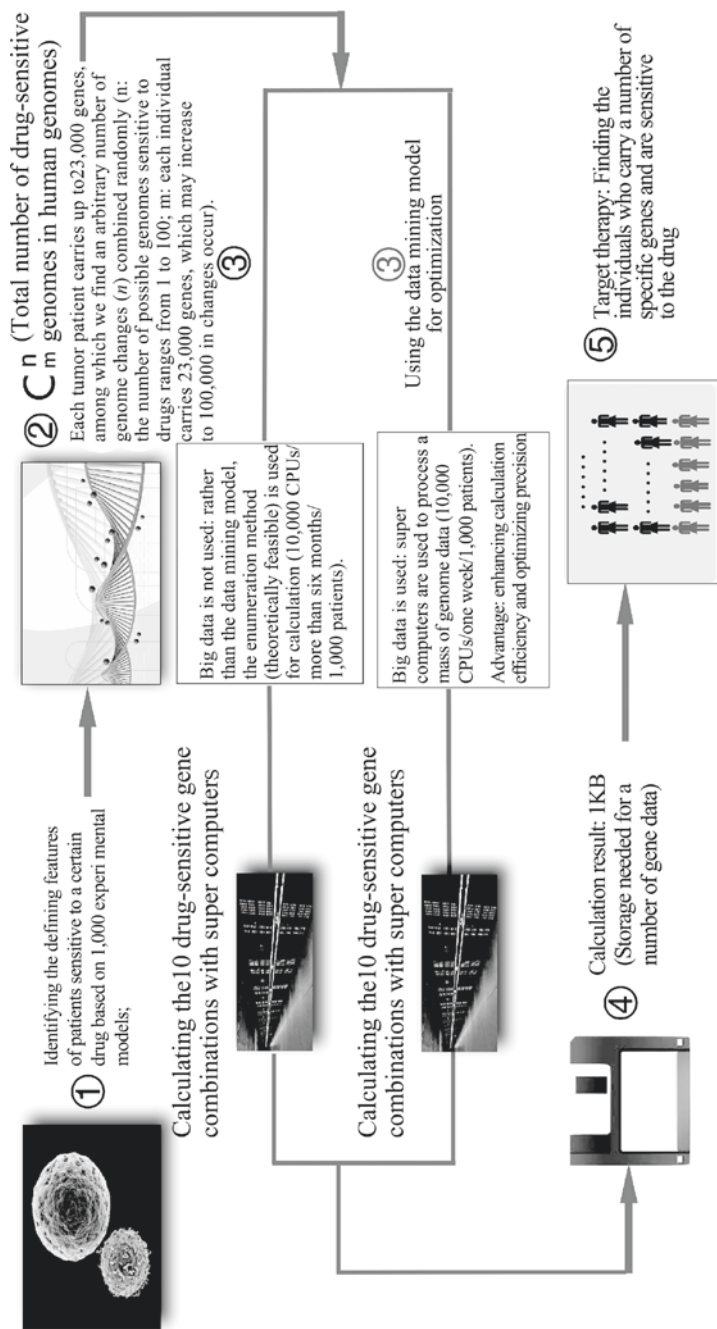 ①
Identifying the defining features
of patients sensitive to a certain
drug based on 1,000 experi mental
models;
② C n m (Total number of drug-sensitive
genomes in human genomes)
Each tumor patient carries up to23,000 genes,
among which we find an arbitrary number of
genome changes (n) combined randomly (n:
the number of possible genomes sensitive to
drugs ranges from 1 to 100; m: each individual
carries 23,000 genes, which may increase
to 100,000 in changes occur).
③
Calculating the10 drug-sensitive gene
combinations with super computers
Big data is not used: rather
than the data mining model,
the enumeration method
(theoretically feasible) is used
for calculation (10,000 CPUs/
more than six months/
1,000 patients).
③
Using the data mining model
for optimization
Calculating the10 drug-sensitive gene
combinations with super computers
Big data is used: super
computers are used to process a
mass of genome data (10,000
CPUs/one week/1,000 patients).
Advantage: enhancing calculation
efficiency and optimizing precision
④
Calculation result: 1KB
(Storage needed for a
number of gene data)
⑤ Target therapy: Finding the
individuals who carry a number of
specific genes and are sensitive
to the drug